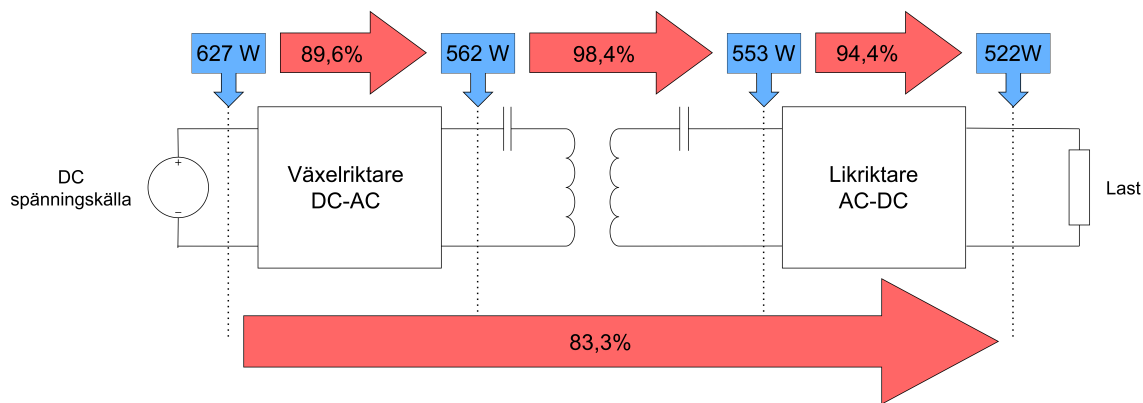 627 W
89,6%
562 W
98,4%
553 W
94,4%
522W
DC
spänningskälla
+
−
Växelriktare
DC-AC
Likriktare
AC-DC
Last
83,3%